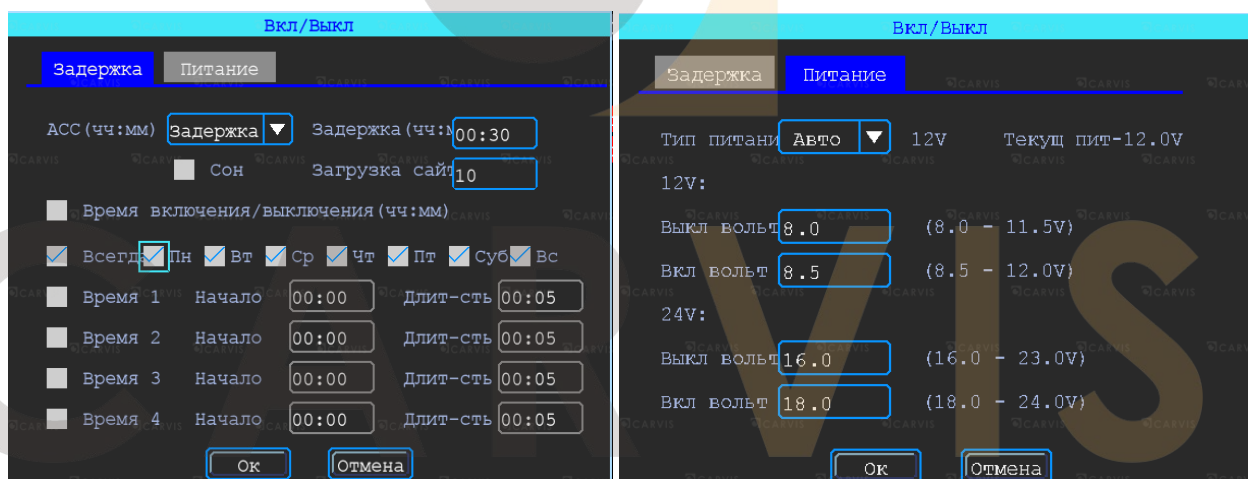 Вкл/Выкл
Задержка Питание
ACC(чч:мм) Задержка Задержка(чч:м 00:30
Сон Загрузка сайт 10
Время включения/выключения(чч:мм)
Всегда Пн Вт Ср Чт Пт Суб Вс
Время 1 Начало 00:00 Длит-сть 00:05
Время 2 Начало 00:00 Длит-сть 00:05
Время 3 Начало 00:00 Длит-сть 00:05
Время 4 Начало 00:00 Длит-сть 00:05
Ок Отмена
Вкл/Выкл
Задержка Питание
Тип питани Авто 12V Текущ пит-12.0V
12V:
Выкл вольт 8.0 (8.0 - 11.5V)
Вкл вольт 8.5 (8.5 - 12.0V)
24V:
Выкл вольт 16.0 (16.0 - 23.0V)
Вкл вольт 18.0 (18.0 - 24.0V)
Ок Отмена
CARVIS